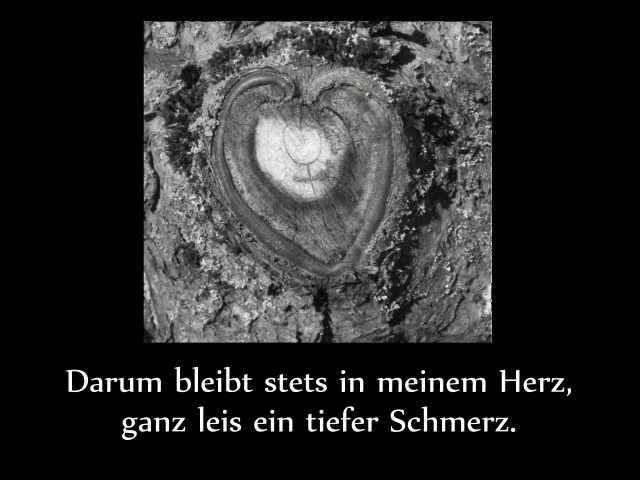 Darum bleibt stets in meinem Herz,
ganz leis ein tiefer Schmerz.